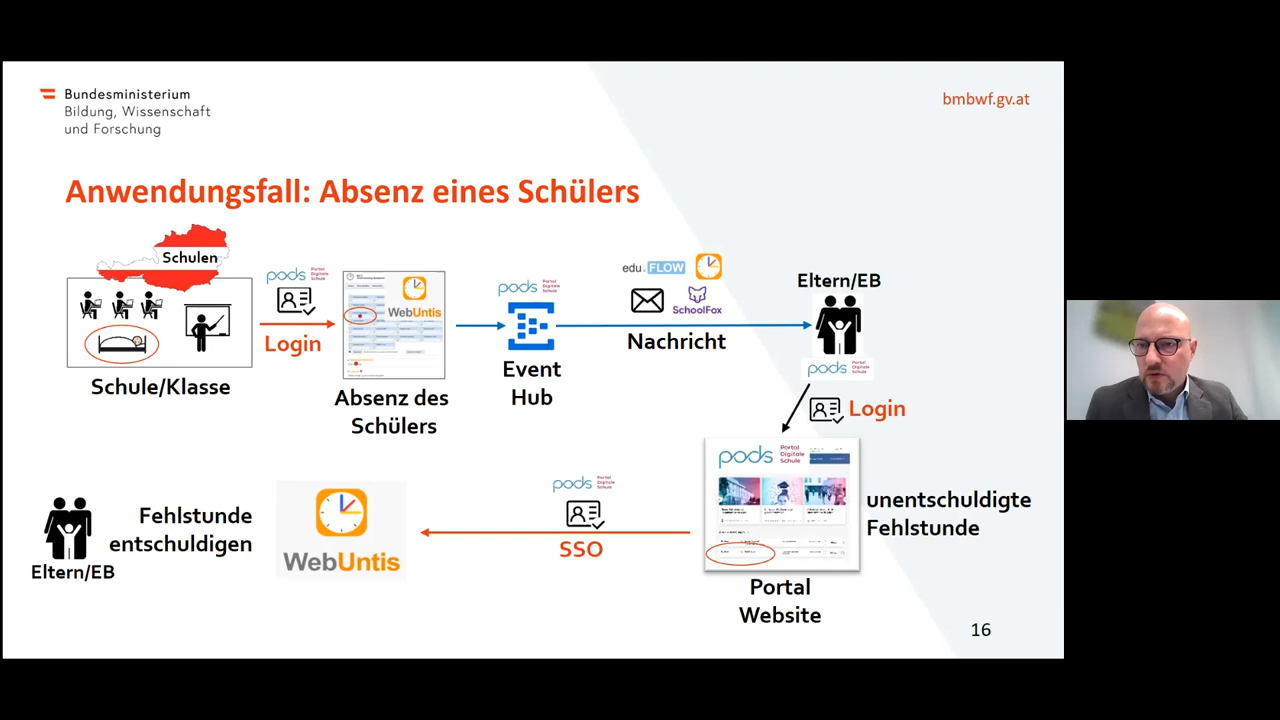 Bundesministerium
Bildung, Wissenschaft
und Forschung
bmbwf.gv.at
Anwendungsfall: Absenz eines Schülers
Schulen
Schule/Klasse
pods Portal Digitale Schule
Login
WebUntis
Absenz des
Schülers
pods Portal Digitale Schule
Event
Hub
edu.FLOW
SchoolFox
Nachricht
Eltern/EB
pods Portal Digitale Schule
Login
pods Portal Digitale Schule
unentschuldigte
Fehlstunde
Portal
Website
pods Portal Digitale Schule
SSO
WebUntis
Fehlstunde
entschuldigen
Eltern/EB
16